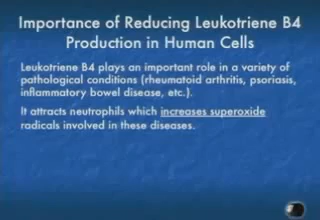 Importance of Reducing Leukotriene B4
Production in Human Cells
Leukotriene B4 plays an important role in a variety of
pathological conditions (rheumatoid arthritis, psoriasis,
inflammatory bowel disease, etc.).
It attracts neutrophils which increases superoxide
radicals involved in these diseases.